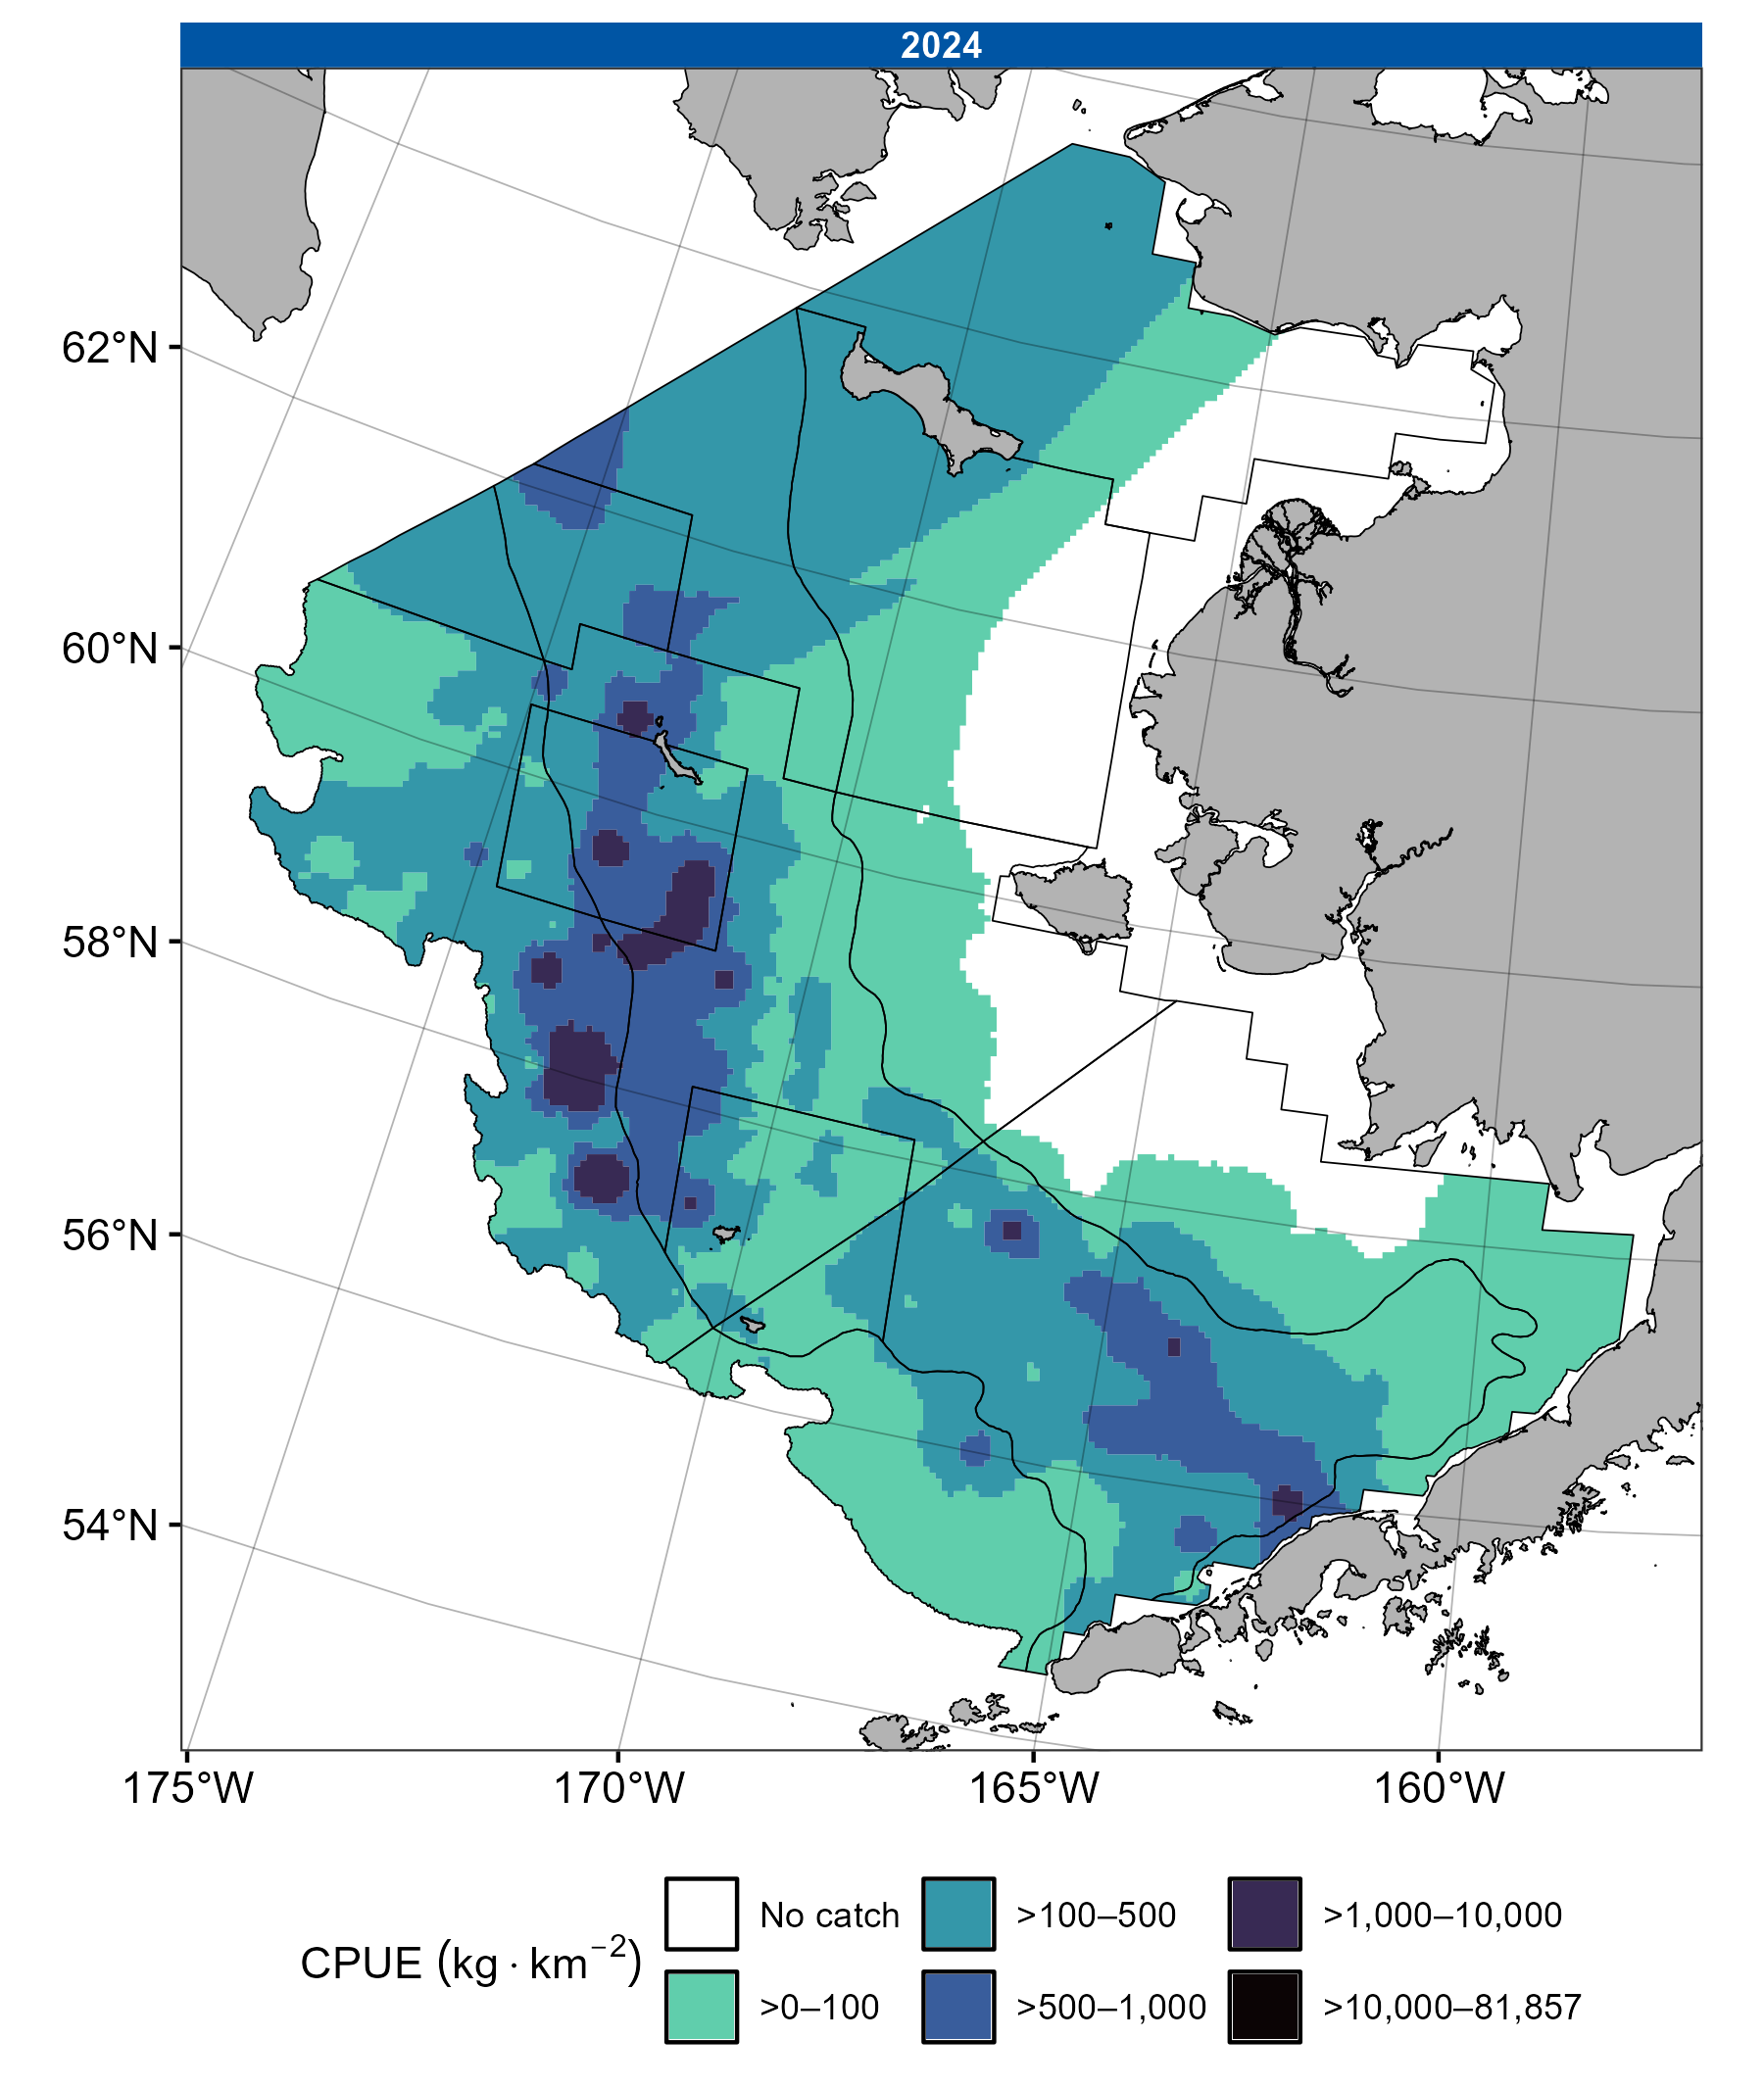 2024
62°N
60°N
58°N
56°N
54°N
175°W 170°W 165°W 160°W
CPUE (kg · km⁻²)
No catch >100–500 >1,000–10,000
>0–100 >500–1,000 >10,000–81,857